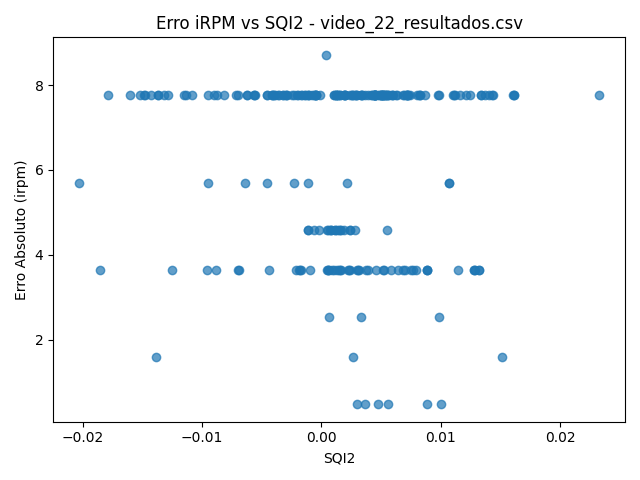 Erro iRPM vs SQI2 - video_22_resultados.csv
Erro Absoluto (irpm)
8
6
4
2
−0.02 −0.01 0.00 0.01 0.02
SQI2